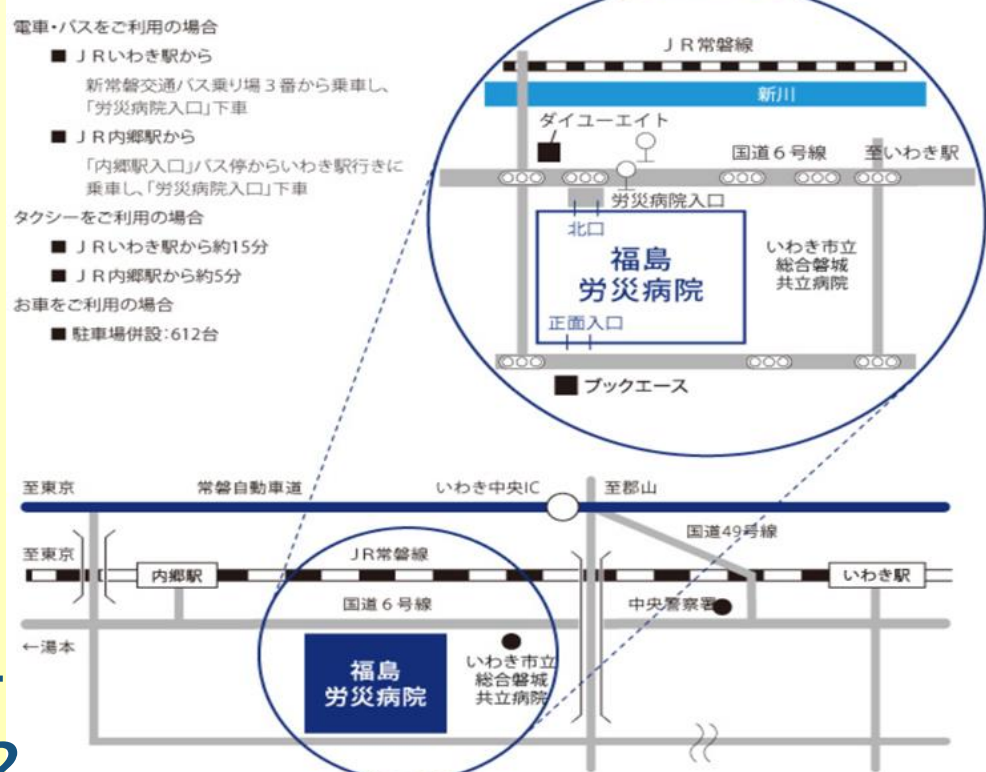 電車・バスをご利用の場合
■ JRいわき駅から
新常磐交通バス乗り場3番から乗車し、
「労災病院入口」下車
■ JR内郷駅から
「内郷駅入口」バス停からいわき駅行きに
乗車し、「労災病院入口」下車
タクシーをご利用の場合
■ JRいわき駅から約15分
■ JR内郷駅から約5分
お車をご利用の場合
■ 駐車場併設:612台
JR常磐線
新川
ダイユーエイト
国道6号線
至いわき駅
労災病院入口
北口
福島
労災病院
正面入口
いわき市立
総合磐城
共立病院
ブックエース
至東京
常磐自動車道
いわき中央IC
至郡山
国道49号線
至東京
JR常磐線
内郷駅
いわき駅
国道6号線
中央警察署
←湯本
福島
労災病院
いわき市立
総合磐城
共立病院